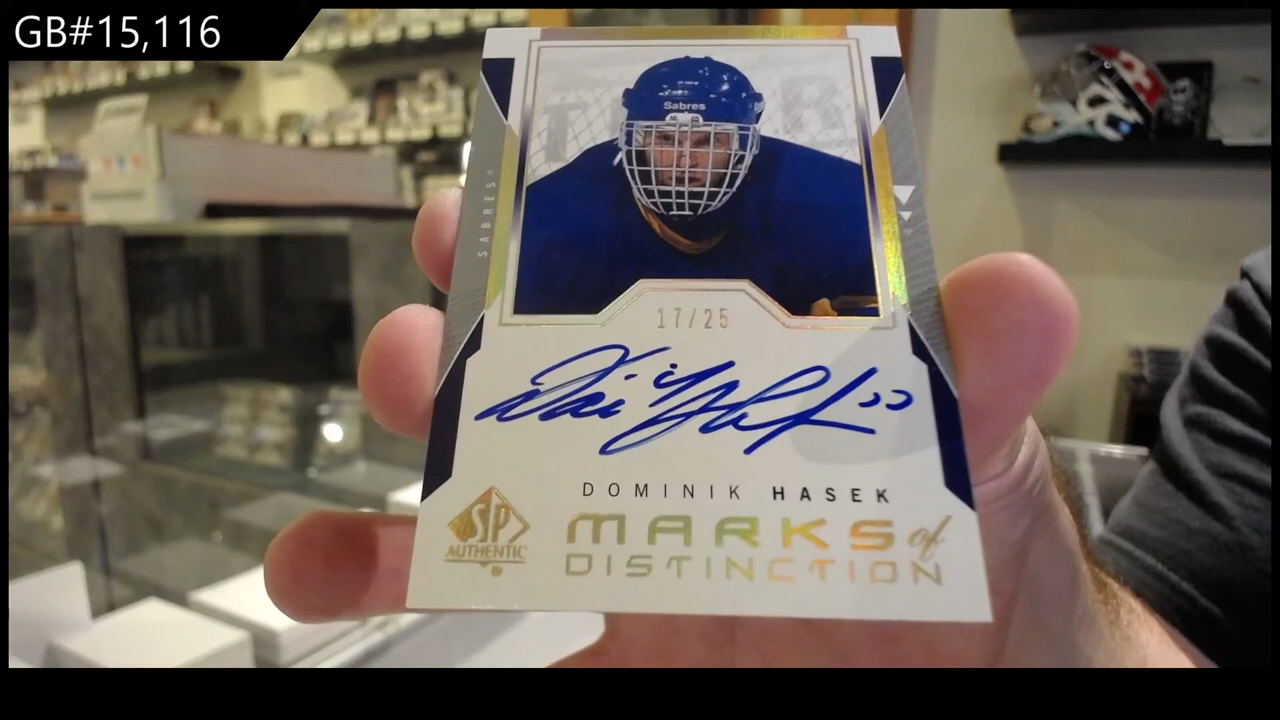 GB#15,116
Sabres
SABRES
17/25
DOMINIK HASEK
SP
AUTHENTIC
MARKS of
DISTINCTION